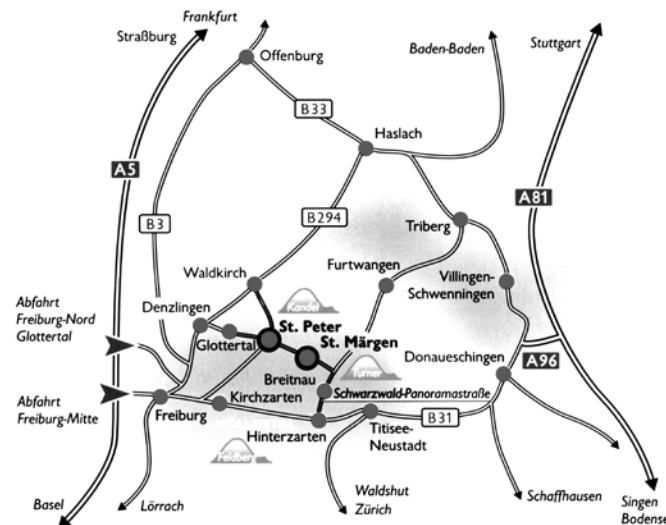 Frankfurt
Straßburg
Offenburg
Baden-Baden
Stuttgart
B33
Haslach
A5
A81
B3
B294
Triberg
Waldkirch
Furtwangen
Villingen-
Schwenningen
Abfahrt
Freiburg-Nord
Glottertal
Denzlingen
Kandel
St. Peter
Glottertal
St. Märgen
Donaueschingen
A96
Breitnau
Turner
Abfahrt
Freiburg-Mitte
Freiburg
Kirchzarten
Schwarzwald-Panoramastraße
B31
Hinterzarten
Titisee-
Neustadt
Feldberg
Basel
Lörrach
Waldshut
Zürich
Schaffhausen
Singen
Bodensee